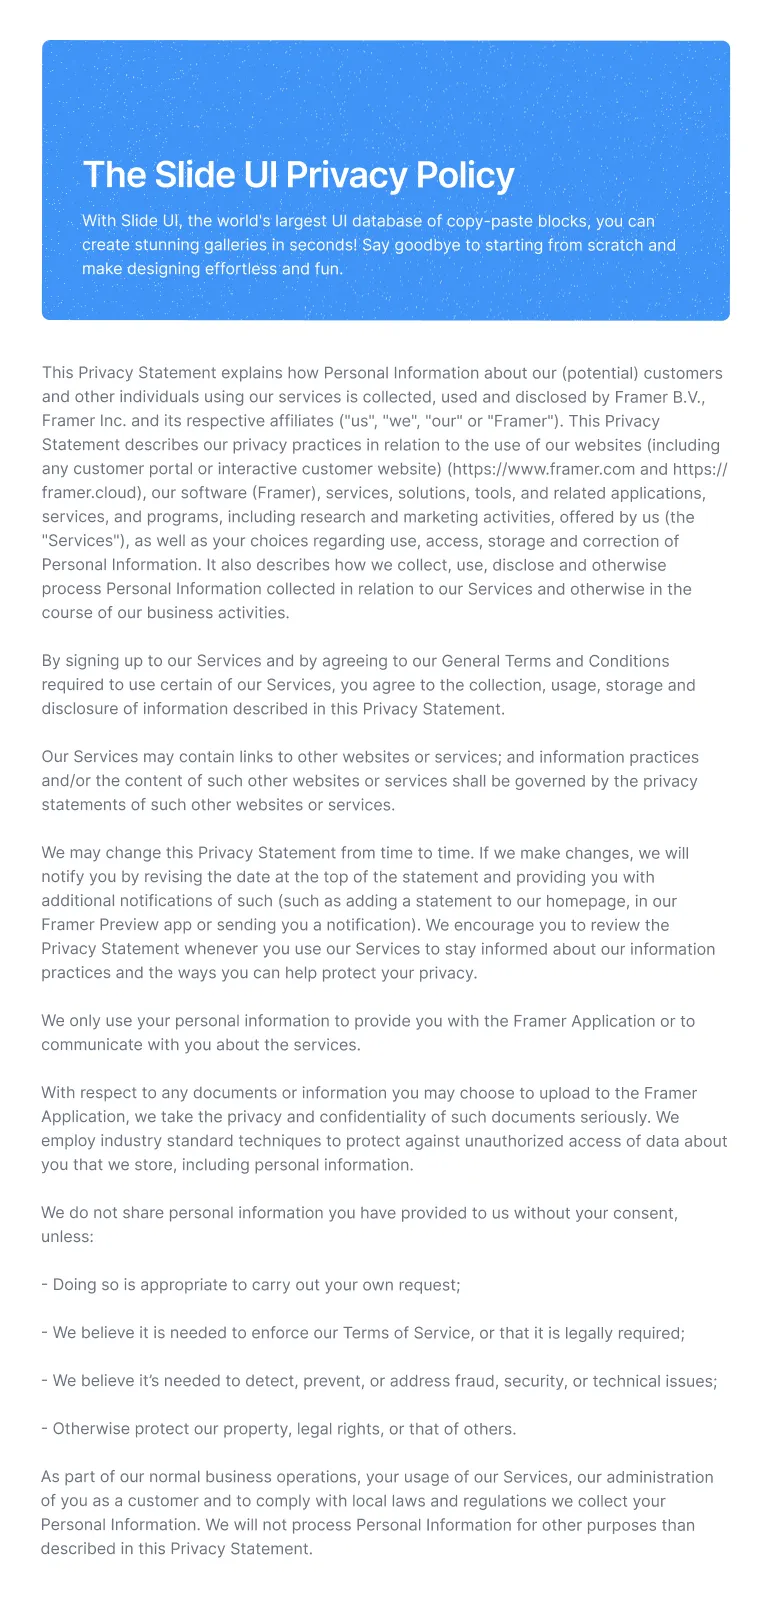 The Slide UI Privacy Policy
With Slide UI, the world's largest UI database of copy-paste blocks, you can
create stunning galleries in seconds! Say goodbye to starting from scratch and
make designing effortless and fun.
This Privacy Statement explains how Personal Information about our (potential) customers
and other individuals using our services is collected, used and disclosed by Framer B.V.,
Framer Inc. and its respective affiliates ("us", "we", "our" or "Framer"). This Privacy
Statement describes our privacy practices in relation to the use of our websites (including
any customer portal or interactive customer website) (https://www.framer.com and https://
framer.cloud), our software (Framer), services, solutions, tools, and related applications,
services, and programs, including research and marketing activities, offered by us (the
"Services"), as well as your choices regarding use, access, storage and correction of
Personal Information. It also describes how we collect, use, disclose and otherwise
process Personal Information collected in relation to our Services and otherwise in the
course of our business activities.
By signing up to our Services and by agreeing to our General Terms and Conditions
required to use certain of our Services, you agree to the collection, usage, storage and
disclosure of information described in this Privacy Statement.
Our Services may contain links to other websites or services; and information practices
and/or the content of such other websites or services shall be governed by the privacy
statements of such other websites or services.
We may change this Privacy Statement from time to time. If we make changes, we will
notify you by revising the date at the top of the statement and providing you with
additional notifications of such (such as adding a statement to our homepage, in our
Framer Preview app or sending you a notification). We encourage you to review the
Privacy Statement whenever you use our Services to stay informed about our information
practices and the ways you can help protect your privacy.
We only use your personal information to provide you with the Framer Application or to
communicate with you about the services.
With respect to any documents or information you may choose to upload to the Framer
Application, we take the privacy and confidentiality of such documents seriously. We
employ industry standard techniques to protect against unauthorized access of data about
you that we store, including personal information.
We do not share personal information you have provided to us without your consent,
unless:
- Doing so is appropriate to carry out your own request;
- We believe it is needed to enforce our Terms of Service, or that it is legally required;
- We believe it’s needed to detect, prevent, or address fraud, security, or technical issues;
- Otherwise protect our property, legal rights, or that of others.
As part of our normal business operations, your usage of our Services, our administration
of you as a customer and to comply with local laws and regulations we collect your
Personal Information. We will not process Personal Information for other purposes than
described in this Privacy Statement.